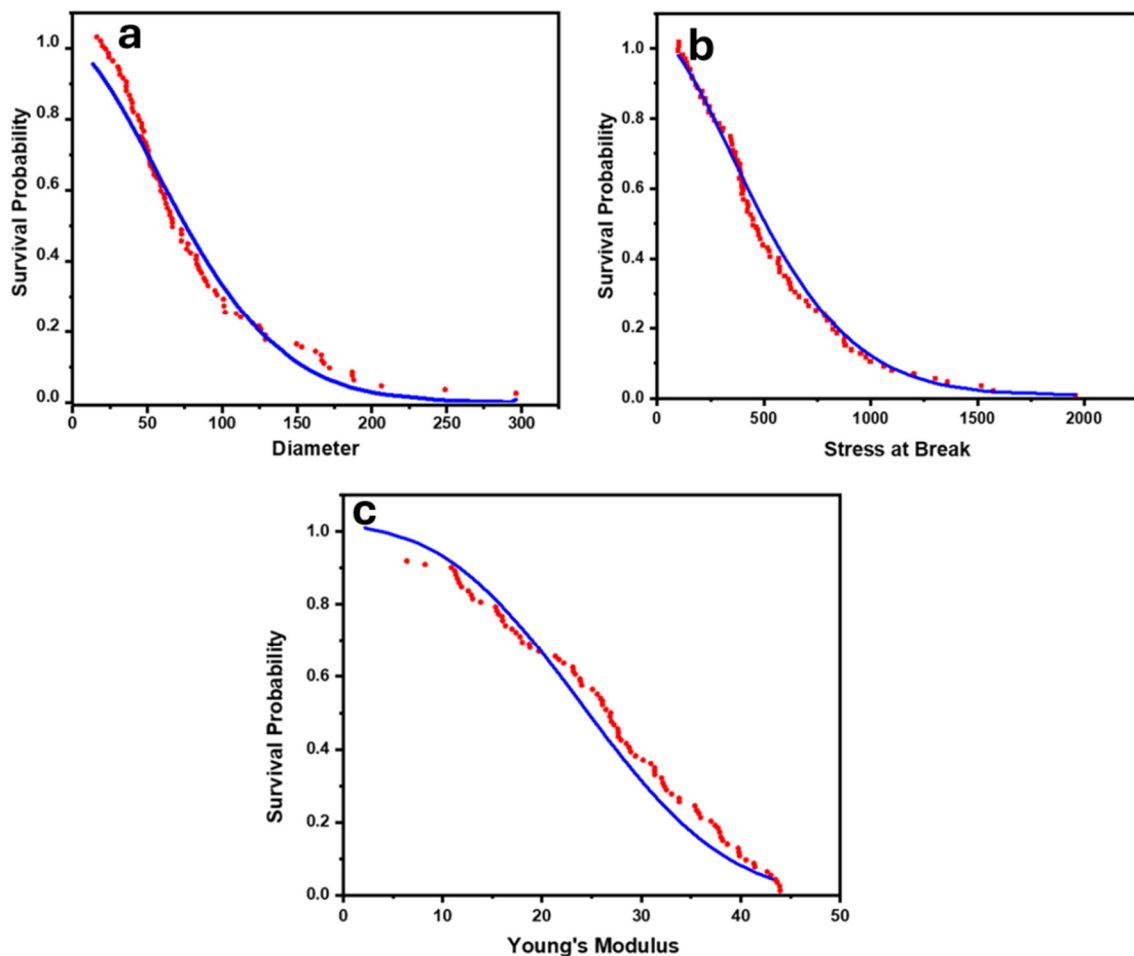 a
Survival Probability
1.0
0.8
0.6
0.4
0.2
0.0
0 50 100 150 200 250 300
Diameter
b
Survival Probability
1.0
0.8
0.6
0.4
0.2
0.0
0 500 1000 1500 2000
Stress at Break
c
Survival Probability
1.0
0.8
0.6
0.4
0.2
0.0
0 10 20 30 40 50
Young's Modulus